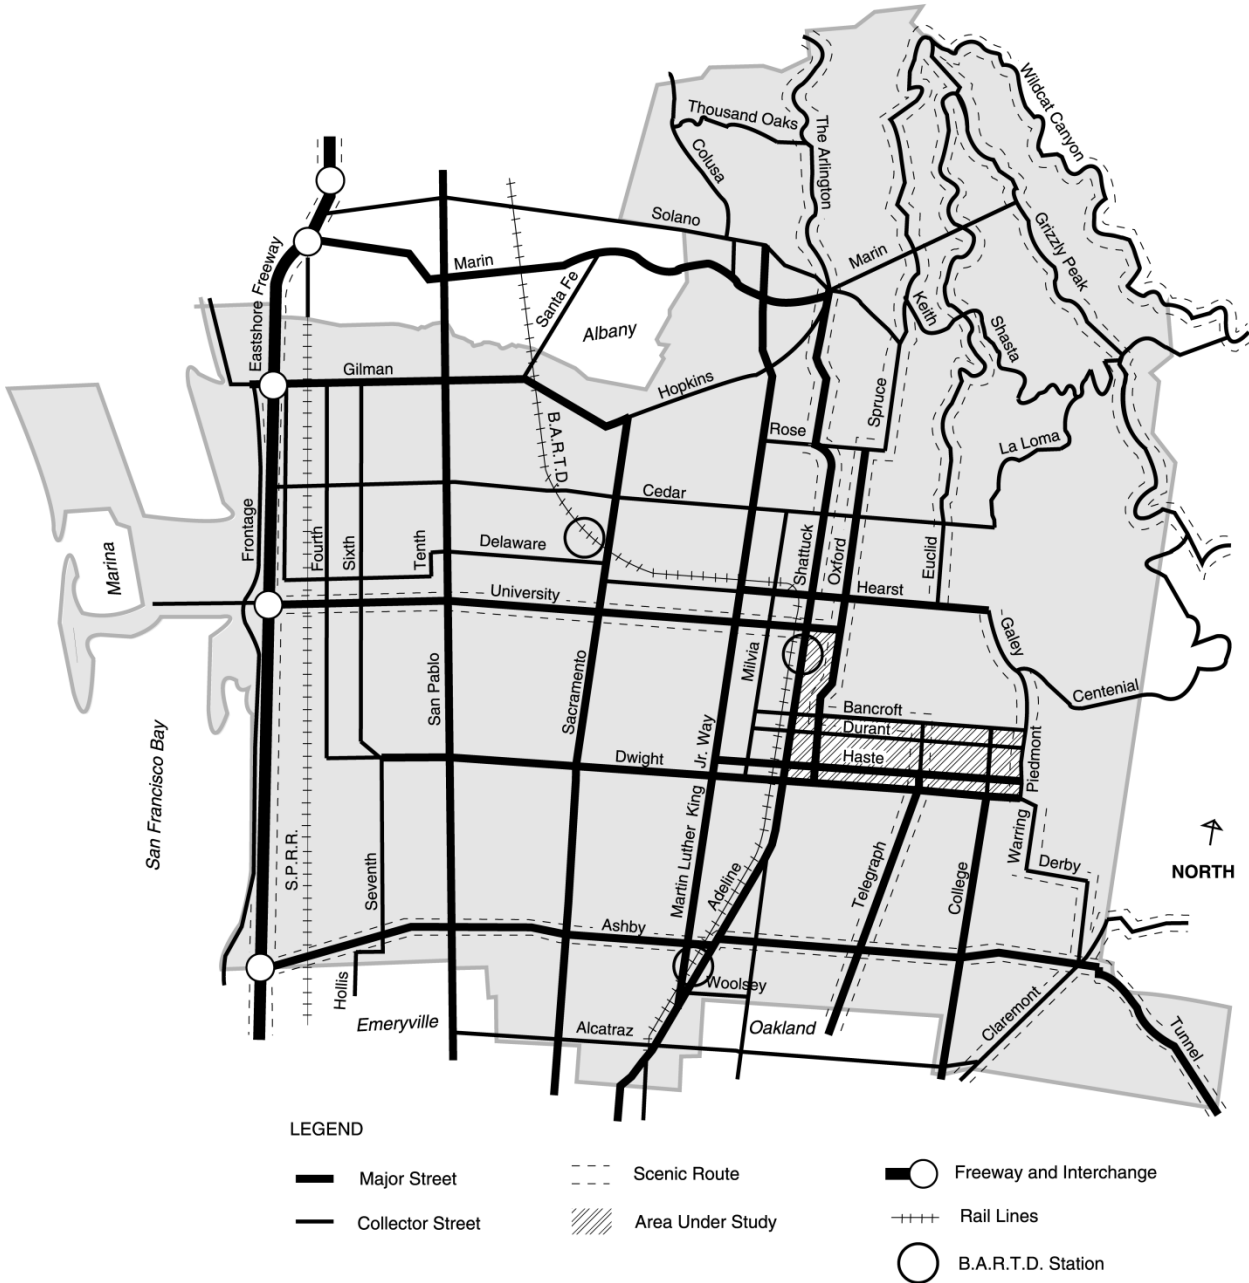 Wildcat Canyon
Thousand Oaks
The Arlington
Colusa
Solano
Marin
Grizzly Peak
Eastshore Freeway
Marin
Santa Fe
Keith
Shasta
Albany
Gilman
Hopkins
Spruce
B.A.R.T.D.
Rose
La Loma
Cedar
Frontage
Fourth
Sixth
Tenth
Delaware
Shattuck
Oxford
Euclid
Marina
University
Hearst
Galey
Milvia
San Pablo
Sacramento
Centenial
Bancroft
Durant
Haste
Dwight
Jr. Way
Martin Luther King
Piedmont
San Francisco Bay
S.P.R.R.
Seventh
Adeline
Telegraph
College
Warring
Derby
NORTH
Ashby
Hollis
Woolsey
Emeryville
Alcatraz
Oakland
Claremont
Tunnel
LEGEND
Major Street
Scenic Route
Freeway and Interchange
Collector Street
Area Under Study
Rail Lines
B.A.R.T.D. Station